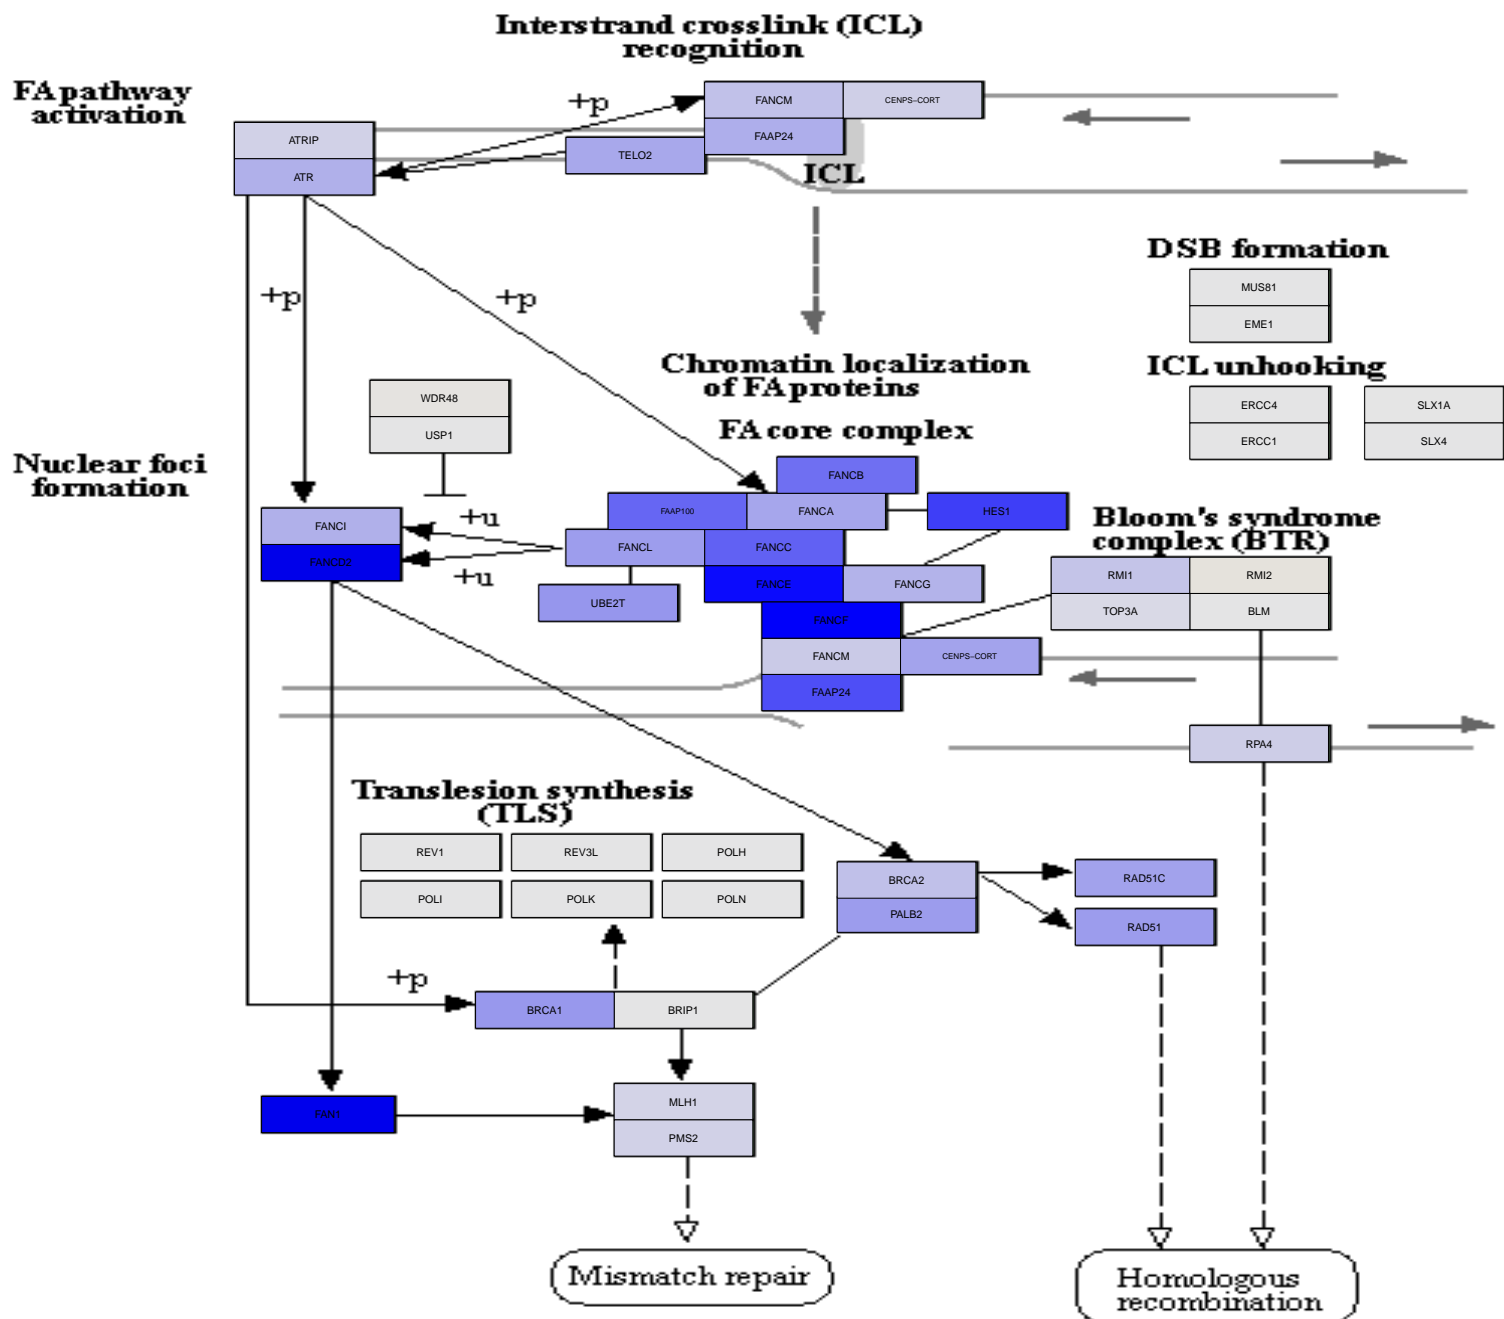 Interstrand crosslink (ICL)
recognition
FA pathway
activation
+p
FANCM
CENPS-CORT
ATRIP
FAAP24
TELO2
ATR
ICL
DSB formation
MUS81
EME1
+p
+p
Chromatin localization
of FA proteins
ICL unhooking
WDR48
USP1
ERCC4
SLX1A
ERCC1
SLX4
FA core complex
Nuclear foci
formation
FANCB
FAAP100
FANCA
HES1
+u
FANCI
FANCD2
FANCL
FANCC
Bloom's syndrome
complex (BTR)
+u
FANCE
FANCG
RMI1
RMI2
UBE2T
FANCF
TOP3A
BLM
FANCM
CENPS-CORT
FAAP24
RPA4
Translesion synthesis
(TLS)
REV1
REV3L
POLH
POLI
POLK
POLN
BRCA2
PALB2
RAD51C
RAD51
+p
BRCA1
BRIP1
FAN1
MLH1
PMS2
Mismatch repair
Homologous
recombination